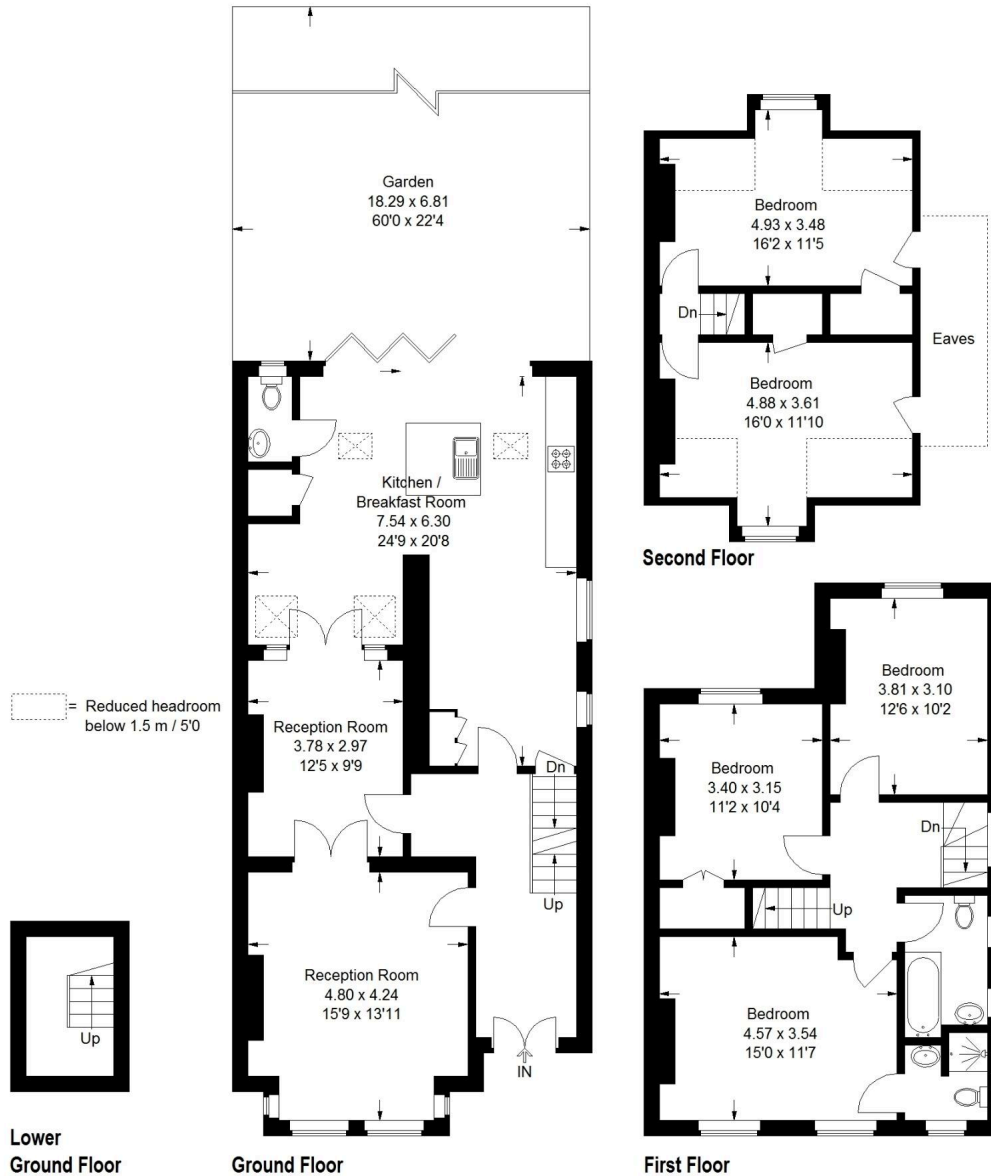 Garden
18.29 x 6.81
60'0 x 22'4
Kitchen /
Breakfast Room
7.54 x 6.30
24'9 x 20'8
= Reduced headroom
below 1.5 m / 5'0
Reception Room
3.78 x 2.97
12'5 x 9'9
Dn
Up
Reception Room
4.80 x 4.24
15'9 x 13'11
IN
Up
Lower
Ground Floor
Ground Floor
Bedroom
4.93 x 3.48
16'2 x 11'5
Dn
Eaves
Bedroom
4.88 x 3.61
16'0 x 11'10
Second Floor
Bedroom
3.81 x 3.10
12'6 x 10'2
Bedroom
3.40 x 3.15
11'2 x 10'4
Dn
Up
Bedroom
4.57 x 3.54
15'0 x 11'7
First Floor